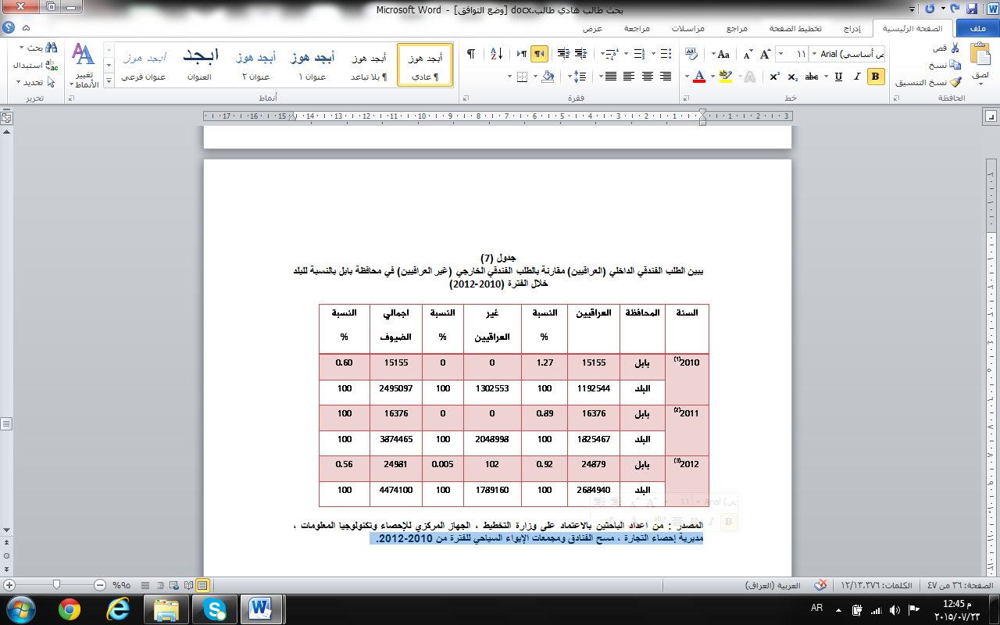 بحث طالب هادي طالب.docx [وضع التوافق] - Microsoft Word
ملف الصفحة الرئيسية إدراج تخطيط الصفحة مراجع مراسلات مراجعة عرض
لصق
قص
نسخ
نسخ التنسيق
الحافظة
Arial (نص أساسي) ١١
خط
فقرة
أبجد هوز أبجد هوز أبجد هوز أبجد هوز أبجد أبجد هوز
¶ عادي ¶ بلا تباعد عنوان ١ عنوان ٢ العنوان عنوان فرعي
تغيير الأنماط
أنماط
بحث
استبدال
تحديد
تحرير
جدول (7)
يبين الطلب الفندقي الداخلي (العراقيين) مقارنة بالطلب الفندقي الخارجي (غير العراقيين) في محافظة بابل بالنسبة للبلد
خلال الفترة (2010-2012)
السنة المحافظة العراقيين النسبة % غير العراقيين النسبة % اجمالي الضيوف النسبة %
2010(1) بابل 15155 1.27 0 0 15155 0.60
البلد 1192544 100 1302553 100 2495097 100
2011(2) بابل 16376 0.89 0 0 16376 100
البلد 1825467 100 2048998 100 3874465 100
2012(3) بابل 24879 0.92 102 0.005 24981 0.56
البلد 2684940 100 1789160 100 4474100 100
المصدر : من اعداد الباحثين بالاعتماد على وزارة التخطيط ، الجهاز المركزي للإحصاء وتكنولوجيا المعلومات ،
مديرية إحصاء التجارة ، مسح الفنادق ومجمعات الإيواء السياحي للفترة من 2010-2012.
الصفحة: ٣٦ من ٤٧ الكلمات: ١٢/١٣،٣٧٦ العربية (العراق) ٩٥%
AR
12:45 م
٢٠١٥/٠٧/٢٣